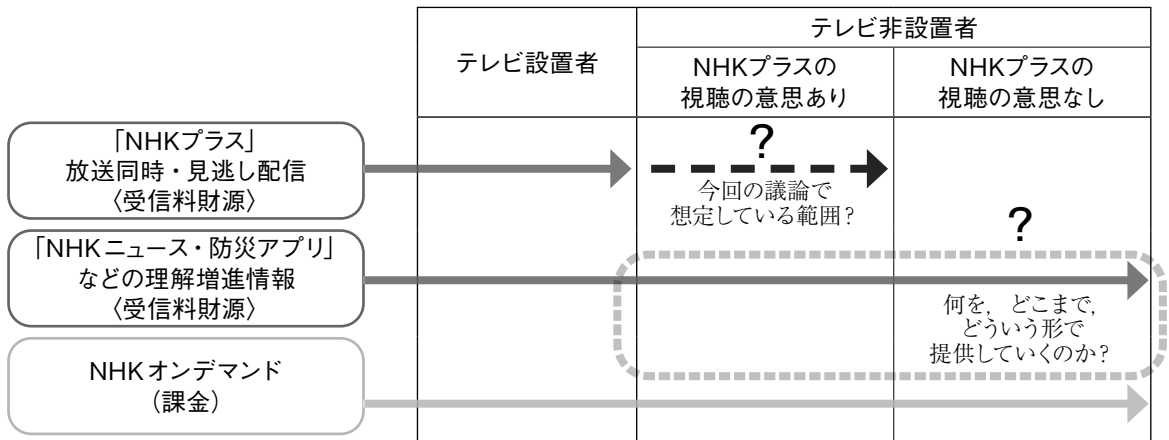 テレビ設置者
テレビ非設置者
NHKプラスの
視聴の意思あり
NHKプラスの
視聴の意思なし
「NHKプラス」
放送同時・見逃し配信
〈受信料財源〉
?
今回の議論で
想定している範囲?
「NHKニュース・防災アプリ」
などの理解増進情報
〈受信料財源〉
?
何を,どこまで,
どういう形で
提供していくのか?
NHKオンデマンド
(課金)